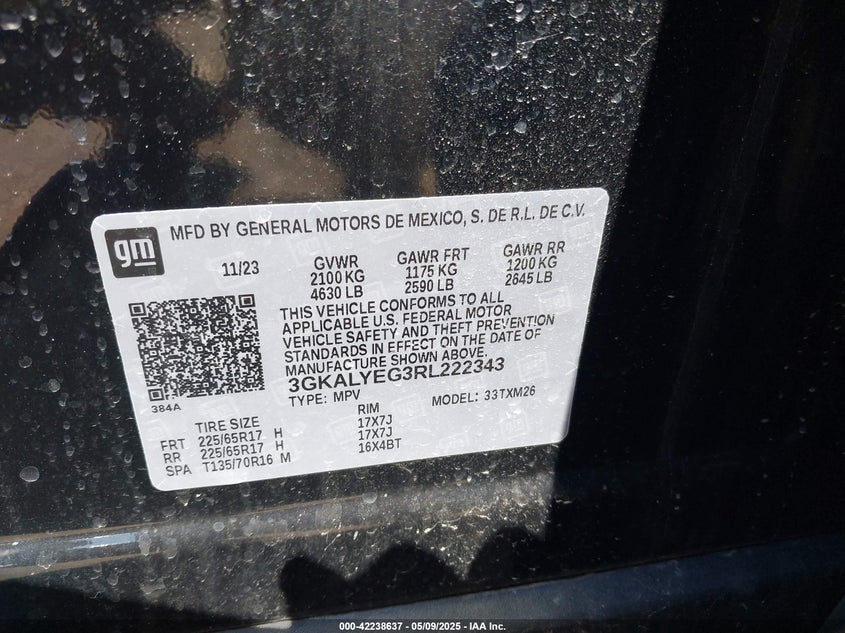 gm
MFD BY GENERAL MOTORS DE MEXICO, S. DE R.L. DE C.V.
11/23 GVWR GAWR FRT GAWR RR
2100 KG 1175 KG 1200 KG
4630 LB 2590 LB 2645 LB
THIS VEHICLE CONFORMS TO ALL
APPLICABLE U.S. FEDERAL MOTOR
VEHICLE SAFETY AND THEFT PREVENTION
STANDARDS IN EFFECT ON THE DATE OF
MANUFACTURE SHOWN ABOVE.
3GKALYEG3RL222343
TYPE: MPV MODEL: 33TXM26
384A
TIRE SIZE RIM
FRT 225/65R17 H 17X7J
RR 225/65R17 H 17X7J
SPA T135/70R16 M 16X4BT
000-42238637 - 05/09/2025 - IAA Inc.